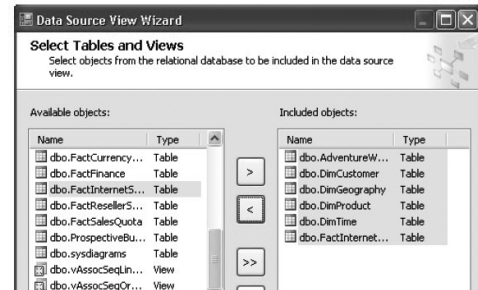 Data Source View Wizard
Select Tables and Views
Select objects from the relational database to be included in the data source
view.
Available objects:
Included objects:
Name Type
dbo.FactCurrency... Table
dbo.FactFinance Table
dbo.FactInternetS... Table
dbo.FactResellerS... Table
dbo.FactSalesQuota Table
dbo.ProspectiveBu... Table
dbo.sysdiagrams Table
dbo.vAssocSeqLin... View
dbo.vAssocSeqOr... View
>
<
>>
Name Type
dbo.AdventureW... Table
dbo.DimCustomer Table
dbo.DimGeography Table
dbo.DimProduct Table
dbo.DimTime Table
dbo.FactInternet... Table